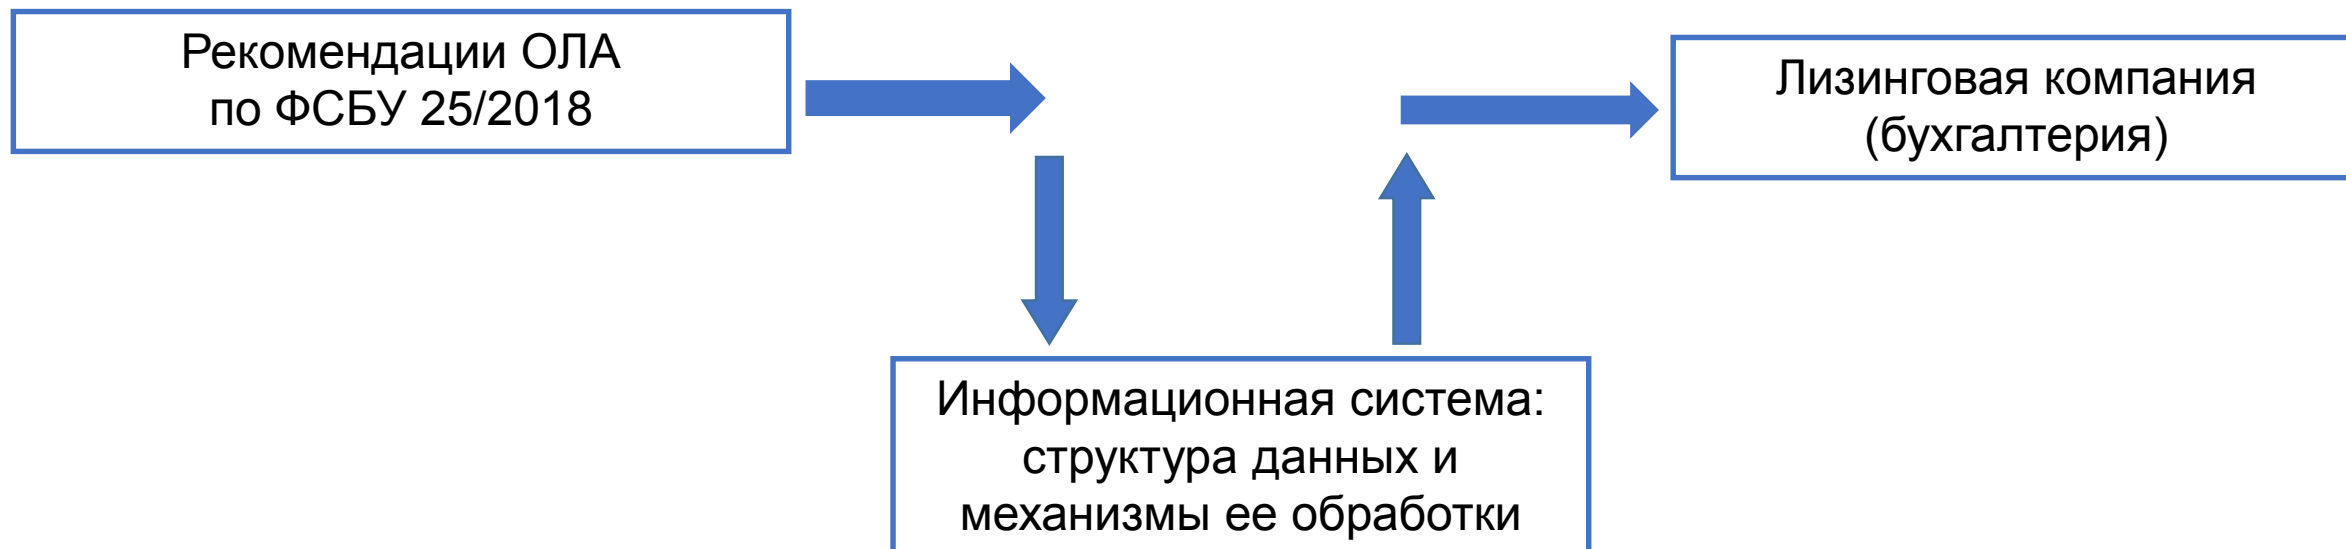 Рекомендации ОЛА
по ФСБУ 25/2018
Лизинговая компания
(бухгалтерия)
Информационная система:
структура данных и
механизмы ее обработки